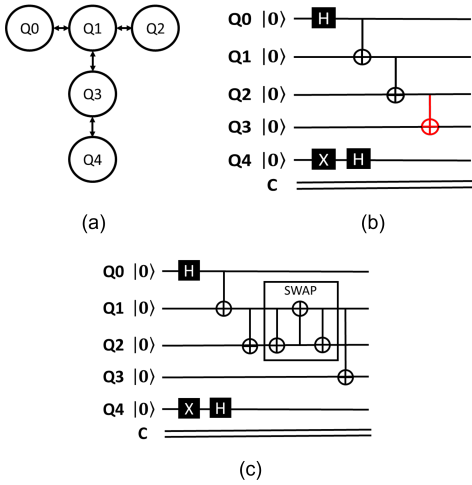 Q0 Q1 Q2
Q3
Q4
(a)
Q0 |0⟩ H
Q1 |0⟩
Q2 |0⟩
Q3 |0⟩
Q4 |0⟩ X H
C
(b)
Q0 |0⟩ H
SWAP
Q1 |0⟩
Q2 |0⟩
Q3 |0⟩
Q4 |0⟩ X H
C
(c)